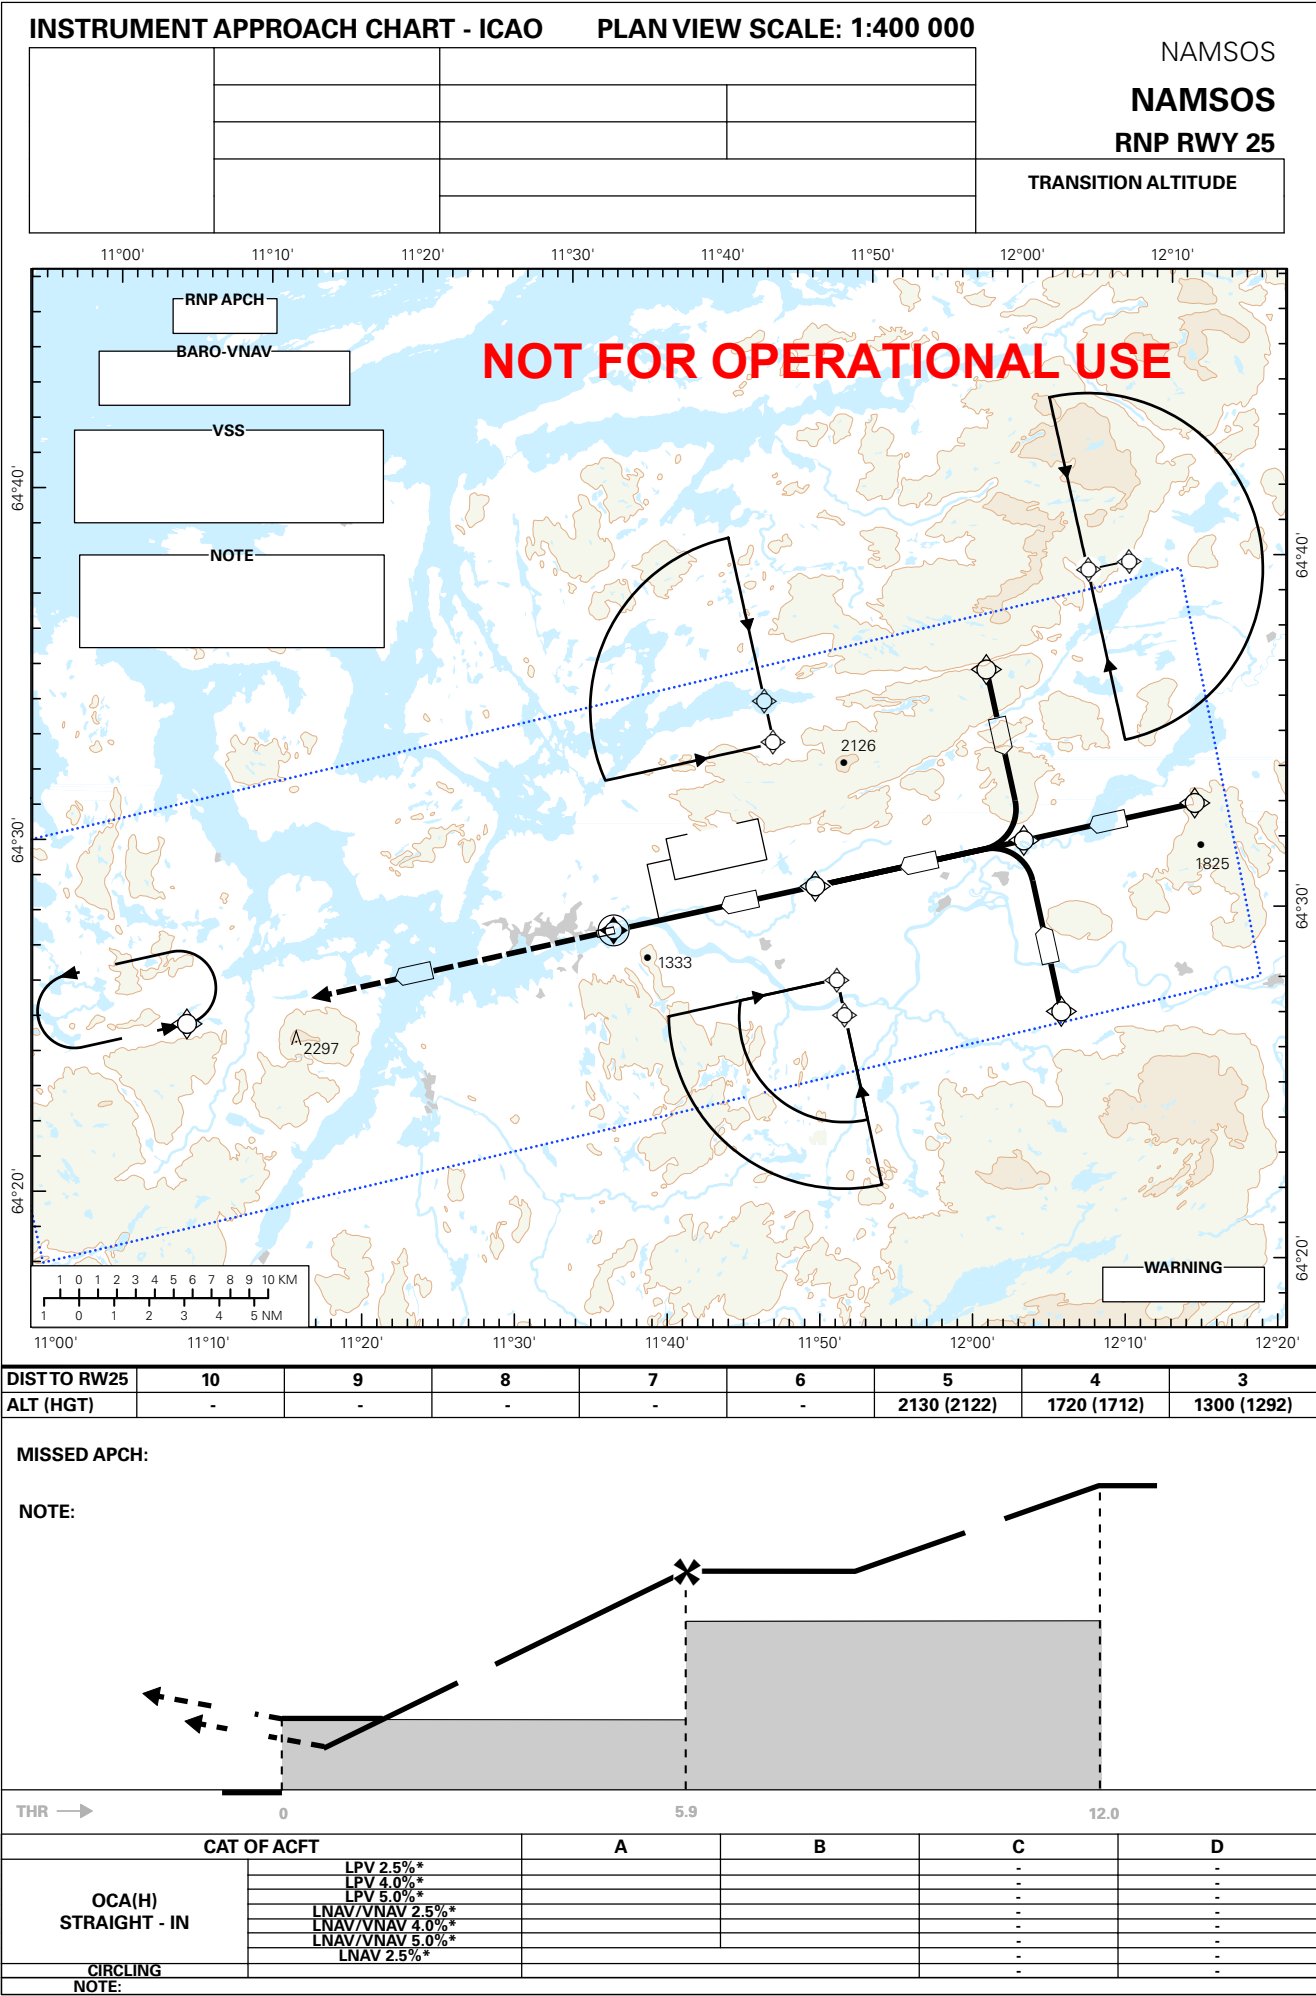 INSTRUMENT APPROACH CHART - ICAO PLAN VIEW SCALE: 1:400 000
NAMSOS
NAMSOS
RNP RWY 25
TRANSITION ALTITUDE
11°00' 11°10' 11°20' 11°30' 11°40' 11°50' 12°00' 12°10'
RNP APCH
BARO-VNAV
NOT FOR OPERATIONAL USE
VSS
64°40'
NOTE
64°40'
2126
64°30'
1825
64°30'
1333
2297
64°20'
64°20'
WARNING
1 0 1 2 3 4 5 6 7 8 9 10 KM
1 0 1 2 3 4 5 NM
11°00' 11°10' 11°20' 11°30' 11°40' 11°50' 12°00' 12°10' 12°20'
DIST TO RW25 10 9 8 7 6 5 4 3
ALT (HGT) - - - - - 2130 (2122) 1720 (1712) 1300 (1292)
MISSED APCH:
NOTE:
THR 0 5.9 12.0
CAT OF ACFT A B C D
OCA(H)
STRAIGHT - IN
LPV 2.5%* - -
LPV 4.0%* - -
LPV 5.0%* - -
LNAV/VNAV 2.5%* - -
LNAV/VNAV 4.0%* - -
LNAV/VNAV 5.0%* - -
LNAV 2.5%* - -
CIRCLING - -
NOTE: